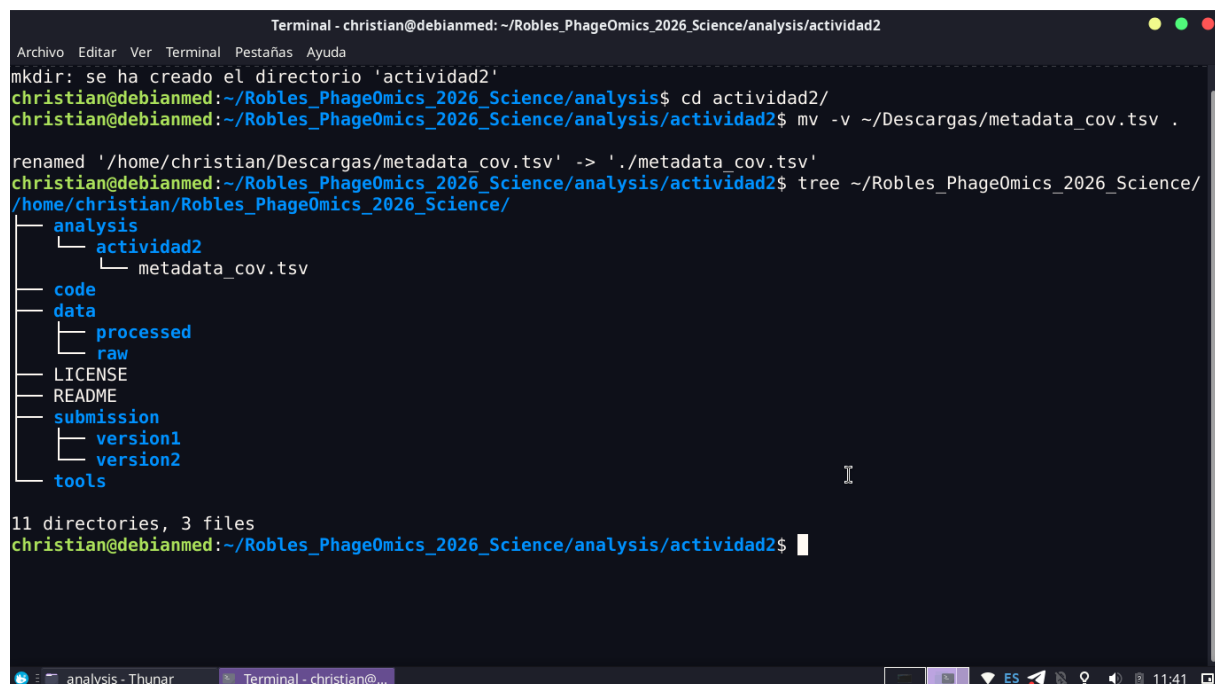 Terminal - christian@debianmed: ~/Robles_PhageOmics_2026_Science/analysis/actividad2
Archivo Editar Ver Terminal Pestañas Ayuda
mkdir: se ha creado el directorio 'actividad2'
christian@debianmed:~/Robles_PhageOmics_2026_Science/analysis$ cd actividad2/
christian@debianmed:~/Robles_PhageOmics_2026_Science/analysis/actividad2$ mv -v ~/Descargas/metadata_cov.tsv .
renamed '/home/christian/Descargas/metadata_cov.tsv' -> './metadata_cov.tsv'
christian@debianmed:~/Robles_PhageOmics_2026_Science/analysis/actividad2$ tree ~/Robles_PhageOmics_2026_Science/
/home/christian/Robles_PhageOmics_2026_Science/
├── analysis
│   └── actividad2
│       └── metadata_cov.tsv
├── code
├── data
│   ├── processed
│   └── raw
├── LICENSE
├── README
├── submission
│   ├── version1
│   └── version2
└── tools
11 directories, 3 files
christian@debianmed:~/Robles_PhageOmics_2026_Science/analysis/actividad2$
analysis - Thunar Terminal - christian@... ES 11:41